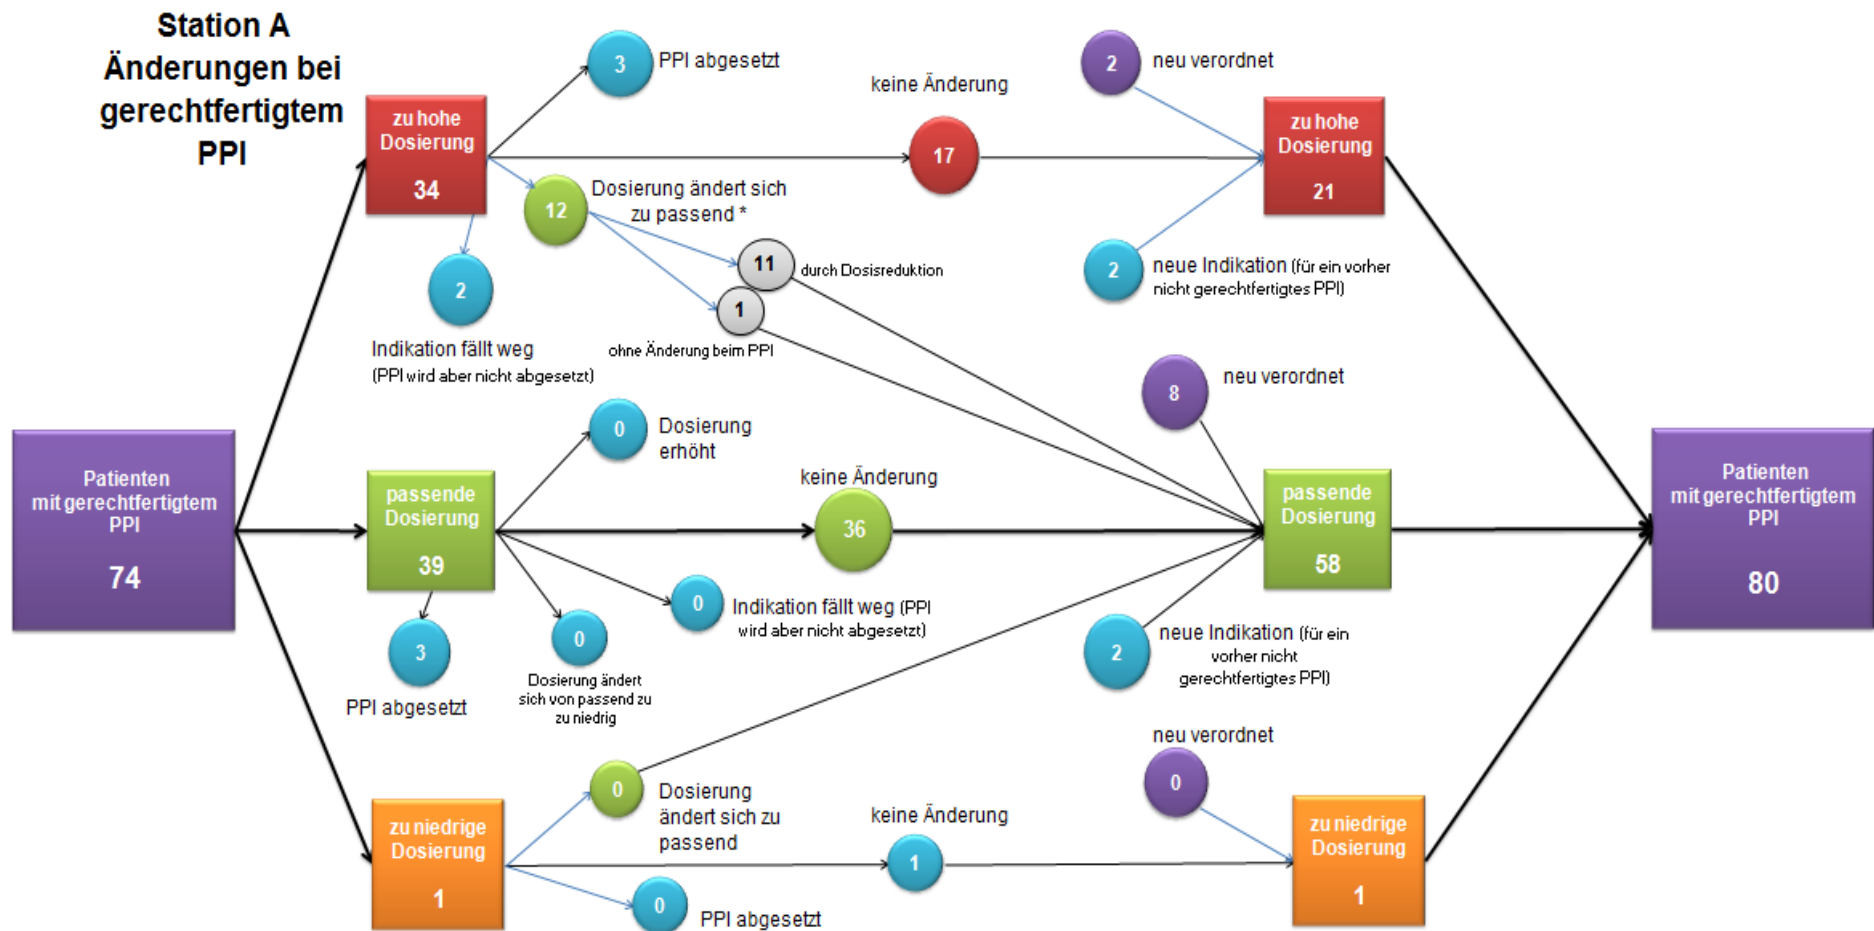 Station A
Änderungen bei
gerechtfertigtem
PPI
Patienten
mit gerechtfertigtem
PPI
74
zu hohe
Dosierung
34
3
PPI abgesetzt
keine Änderung
17
12
Dosierung ändert sich
zu passend *
11
durch Dosisreduktion
1
ohne Änderung beim PPI
2
Indikation fällt weg
(PPI wird aber nicht abgesetzt)
2
neu verordnet
zu hohe
Dosierung
21
2
neue Indikation (für ein vorher
nicht gerechtfertigtes PPI)
passende
Dosierung
39
0
Dosierung
erhöht
keine Änderung
36
0
Indikation fällt weg (PPI
wird aber nicht abgesetzt)
0
Dosierung ändert
sich von passend zu
zu niedrig
3
PPI abgesetzt
8
neu verordnet
passende
Dosierung
58
2
neue Indikation (für ein
vorher nicht
gerechtfertigtes PPI)
zu niedrige
Dosierung
1
0
Dosierung
ändert sich zu
passend
keine Änderung
1
0
PPI abgesetzt
neu verordnet
0
zu niedrige
Dosierung
1
Patienten
mit gerechtfertigtem
PPI
80